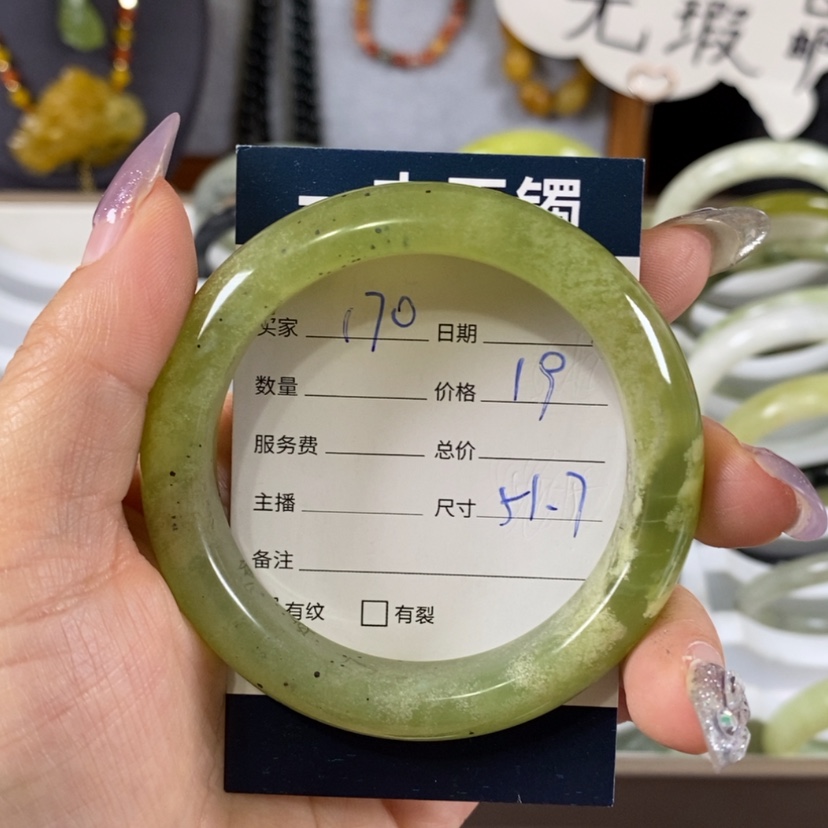 无瑕
镯
买家 170 日期
数量 价格 19
服务费 总价
主播 尺寸 51.7
备注
有纹 有裂